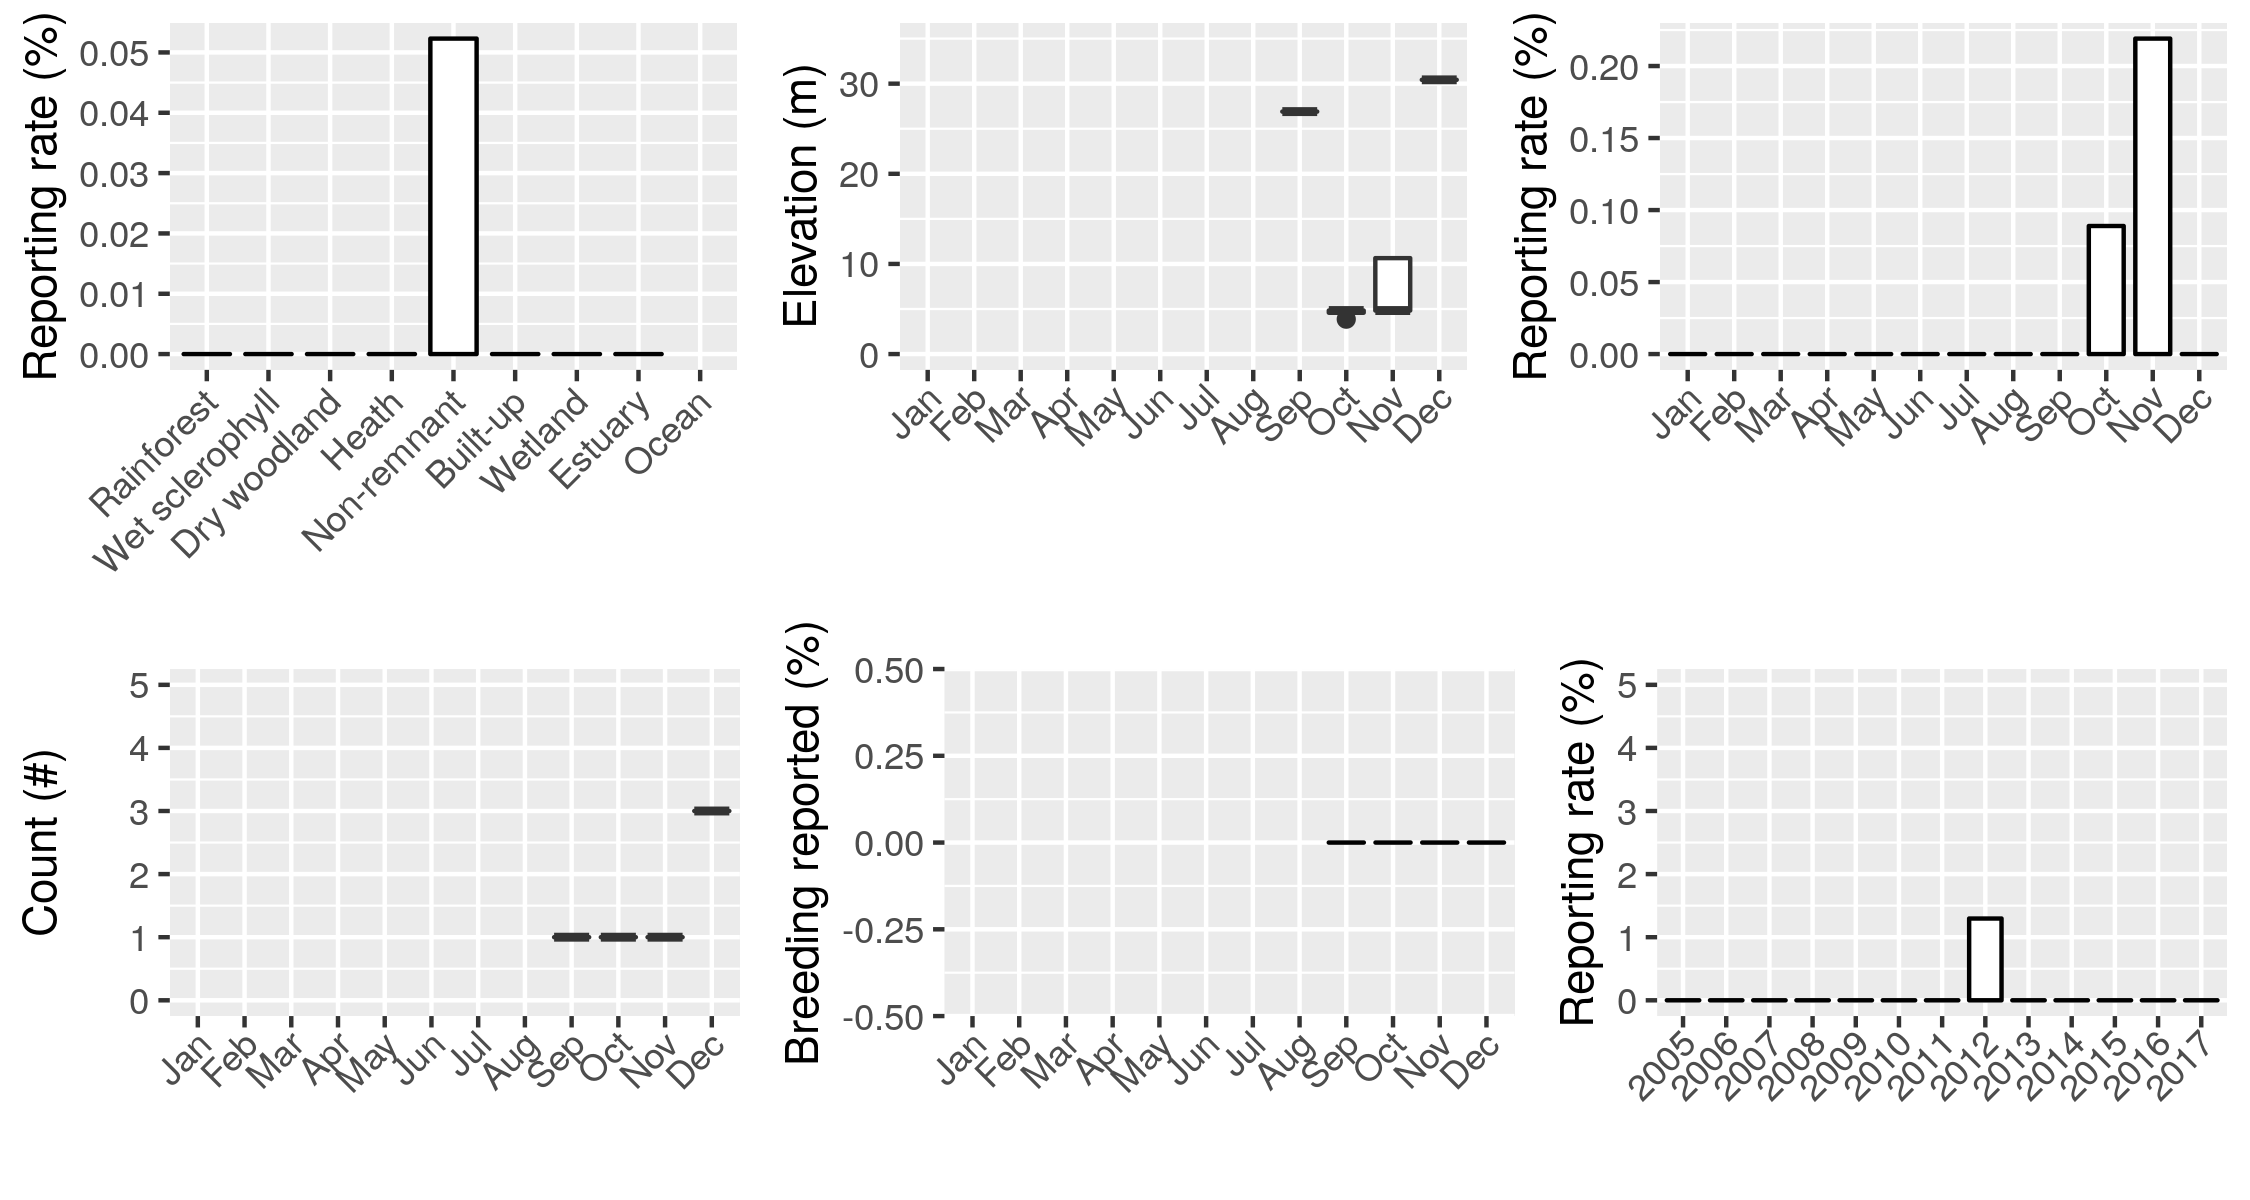 Reporting rate (%)
0.05
0.04
0.03
0.02
0.01
0.00
Rainforest
Wet sclerophyll
Dry woodland
Heath
Non-remnant
Built-up
Wetland
Estuary
Ocean
Elevation (m)
30
20
10
0
Jan
Feb
Mar
Apr
May
Jun
Jul
Aug
Sep
Oct
Nov
Dec
Reporting rate (%)
0.20
0.15
0.10
0.05
0.00
Jan
Feb
Mar
Apr
May
Jun
Jul
Aug
Sep
Oct
Nov
Dec
Count (#)
5
4
3
2
1
0
Jan
Feb
Mar
Apr
May
Jun
Jul
Aug
Sep
Oct
Nov
Dec
Breeding reported (%)
0.50
0.25
0.00
-0.25
-0.50
Jan
Feb
Mar
Apr
May
Jun
Jul
Aug
Sep
Oct
Nov
Dec
Reporting rate (%)
5
4
3
2
1
0
2005
2006
2007
2008
2009
2010
2011
2012
2013
2014
2015
2016
2017